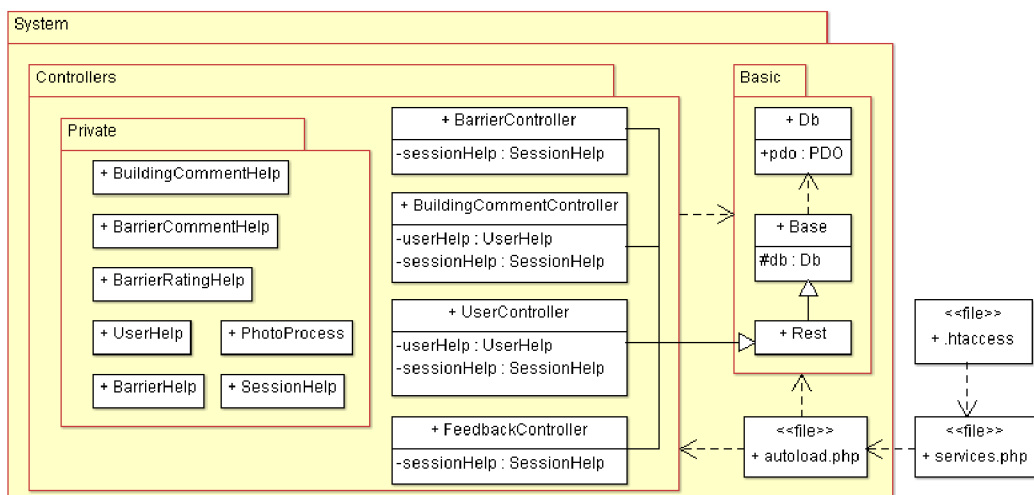 System
Controllers
Private
+ BuildingCommentHelp
+ BarrierCommentHelp
+ BarrierRatingHelp
+ UserHelp
+ PhotoProcess
+ BarrierHelp
+ SessionHelp
+ BarrierController
-sessionHelp : SessionHelp
+ BuildingCommentController
-userHelp : UserHelp
-sessionHelp : SessionHelp
+ UserController
-userHelp : UserHelp
-sessionHelp : SessionHelp
+ FeedbackController
-sessionHelp : SessionHelp
Basic
+ Db
+pdo : PDO
+ Base
#db : Db
+ Rest
<<file>>
+ autoload.php
<<file>>
+ .htaccess
<<file>>
+ services.php